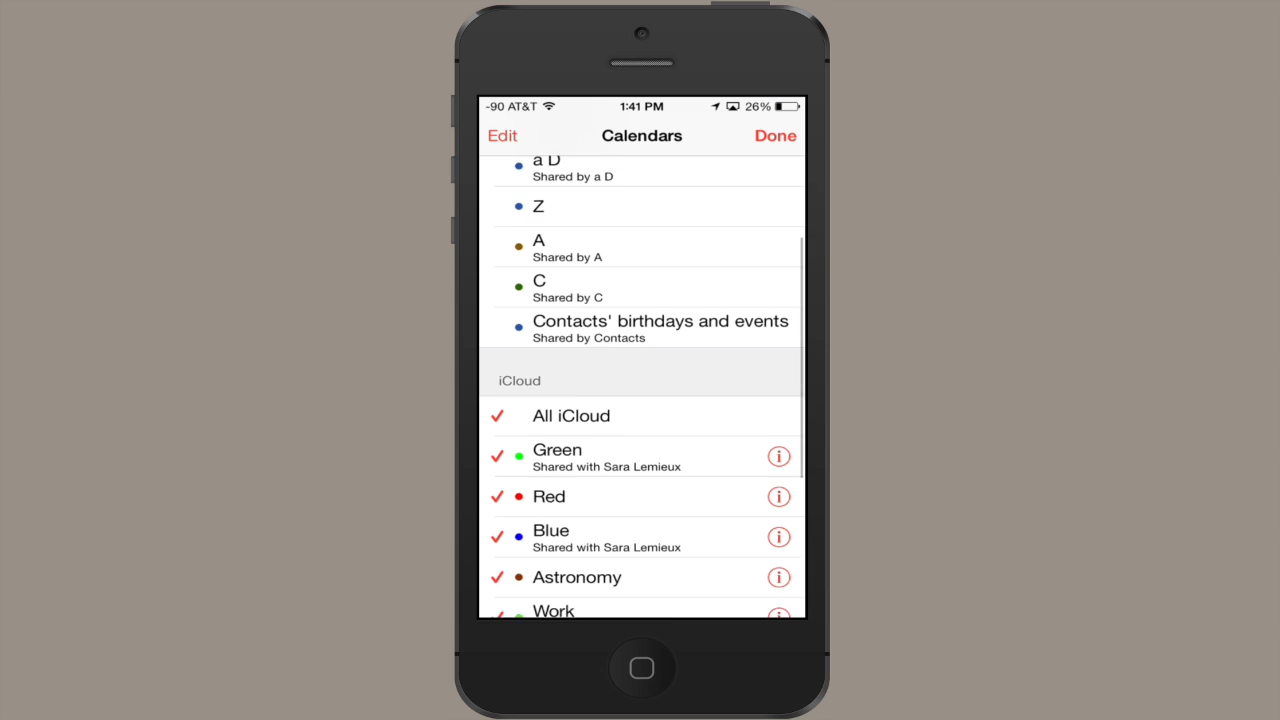 -90 AT&T 1:41 PM 26%
Edit Calendars Done
a D
Shared by a D
Z
A
Shared by A
C
Shared by C
Contacts' birthdays and events
Shared by Contacts
iCloud
All iCloud
Green
Shared with Sara Lemieux
Red
Blue
Shared with Sara Lemieux
Astronomy
Work